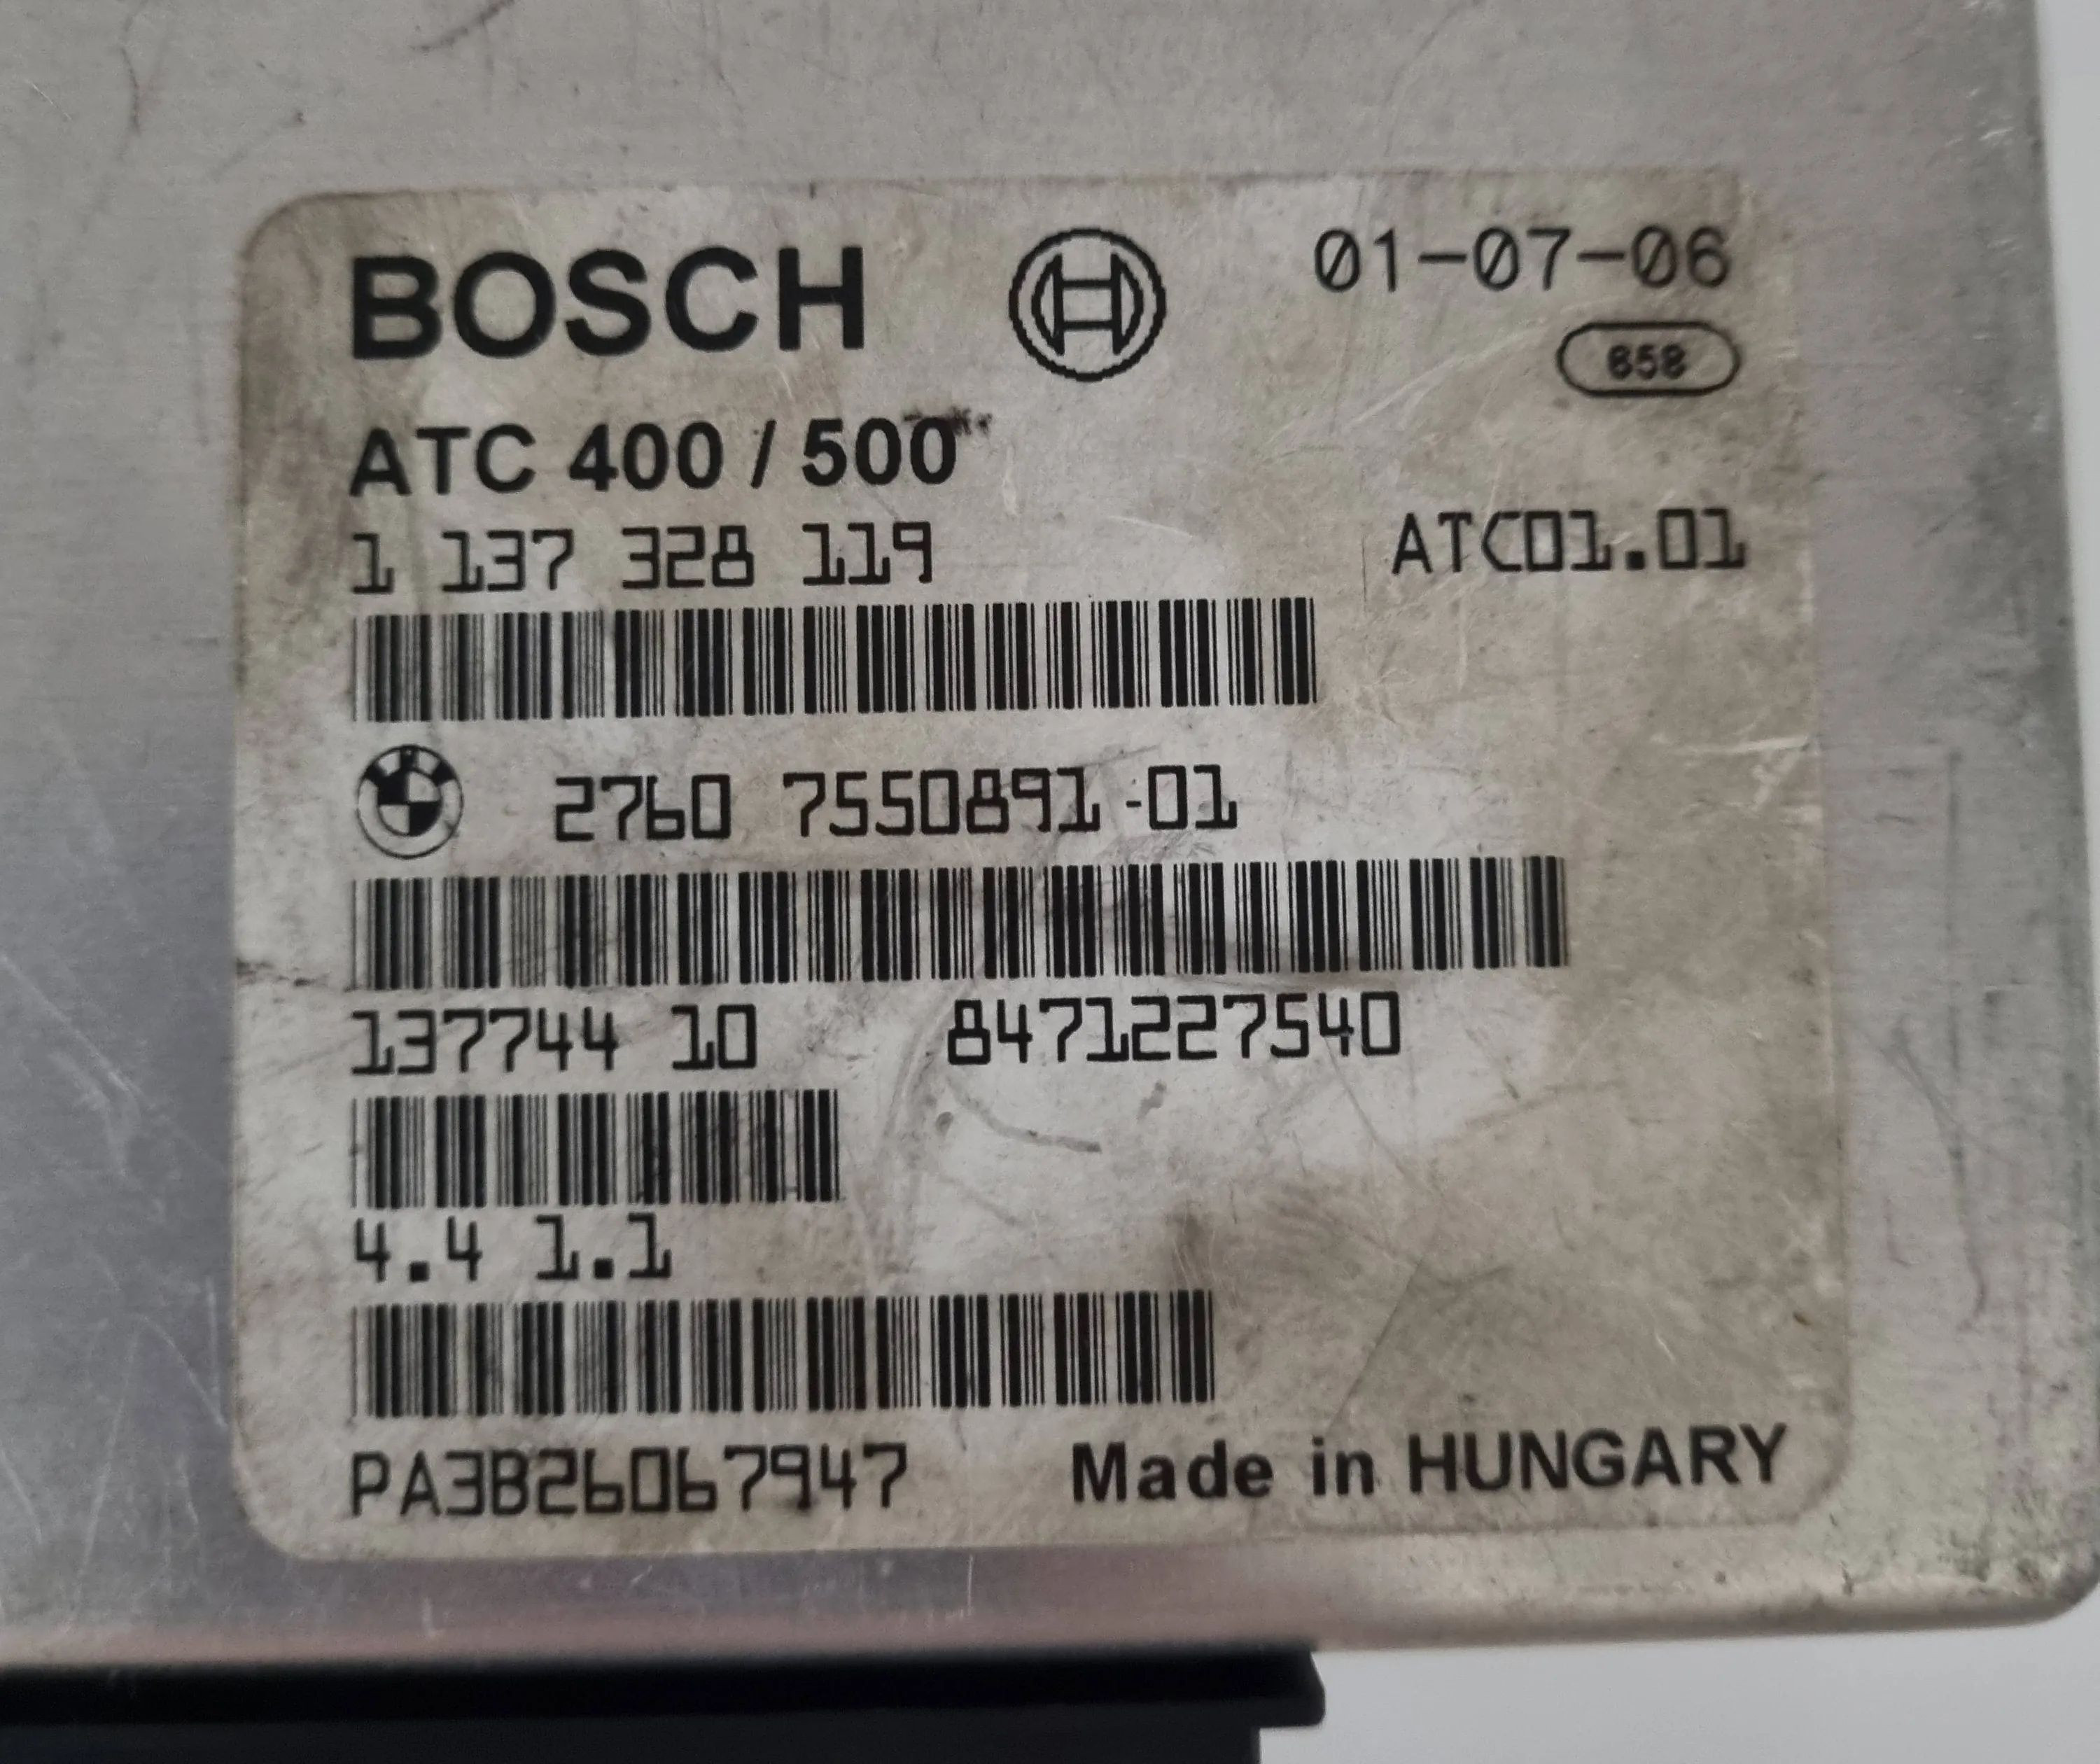 BOSCH 01-07-06
858
ATC 400 / 500
1 137 328 119 ATC01.01
2760 7550891-01
137744 10 8471227540
4.4 1.1
PA3B26067947 Made in HUNGARY